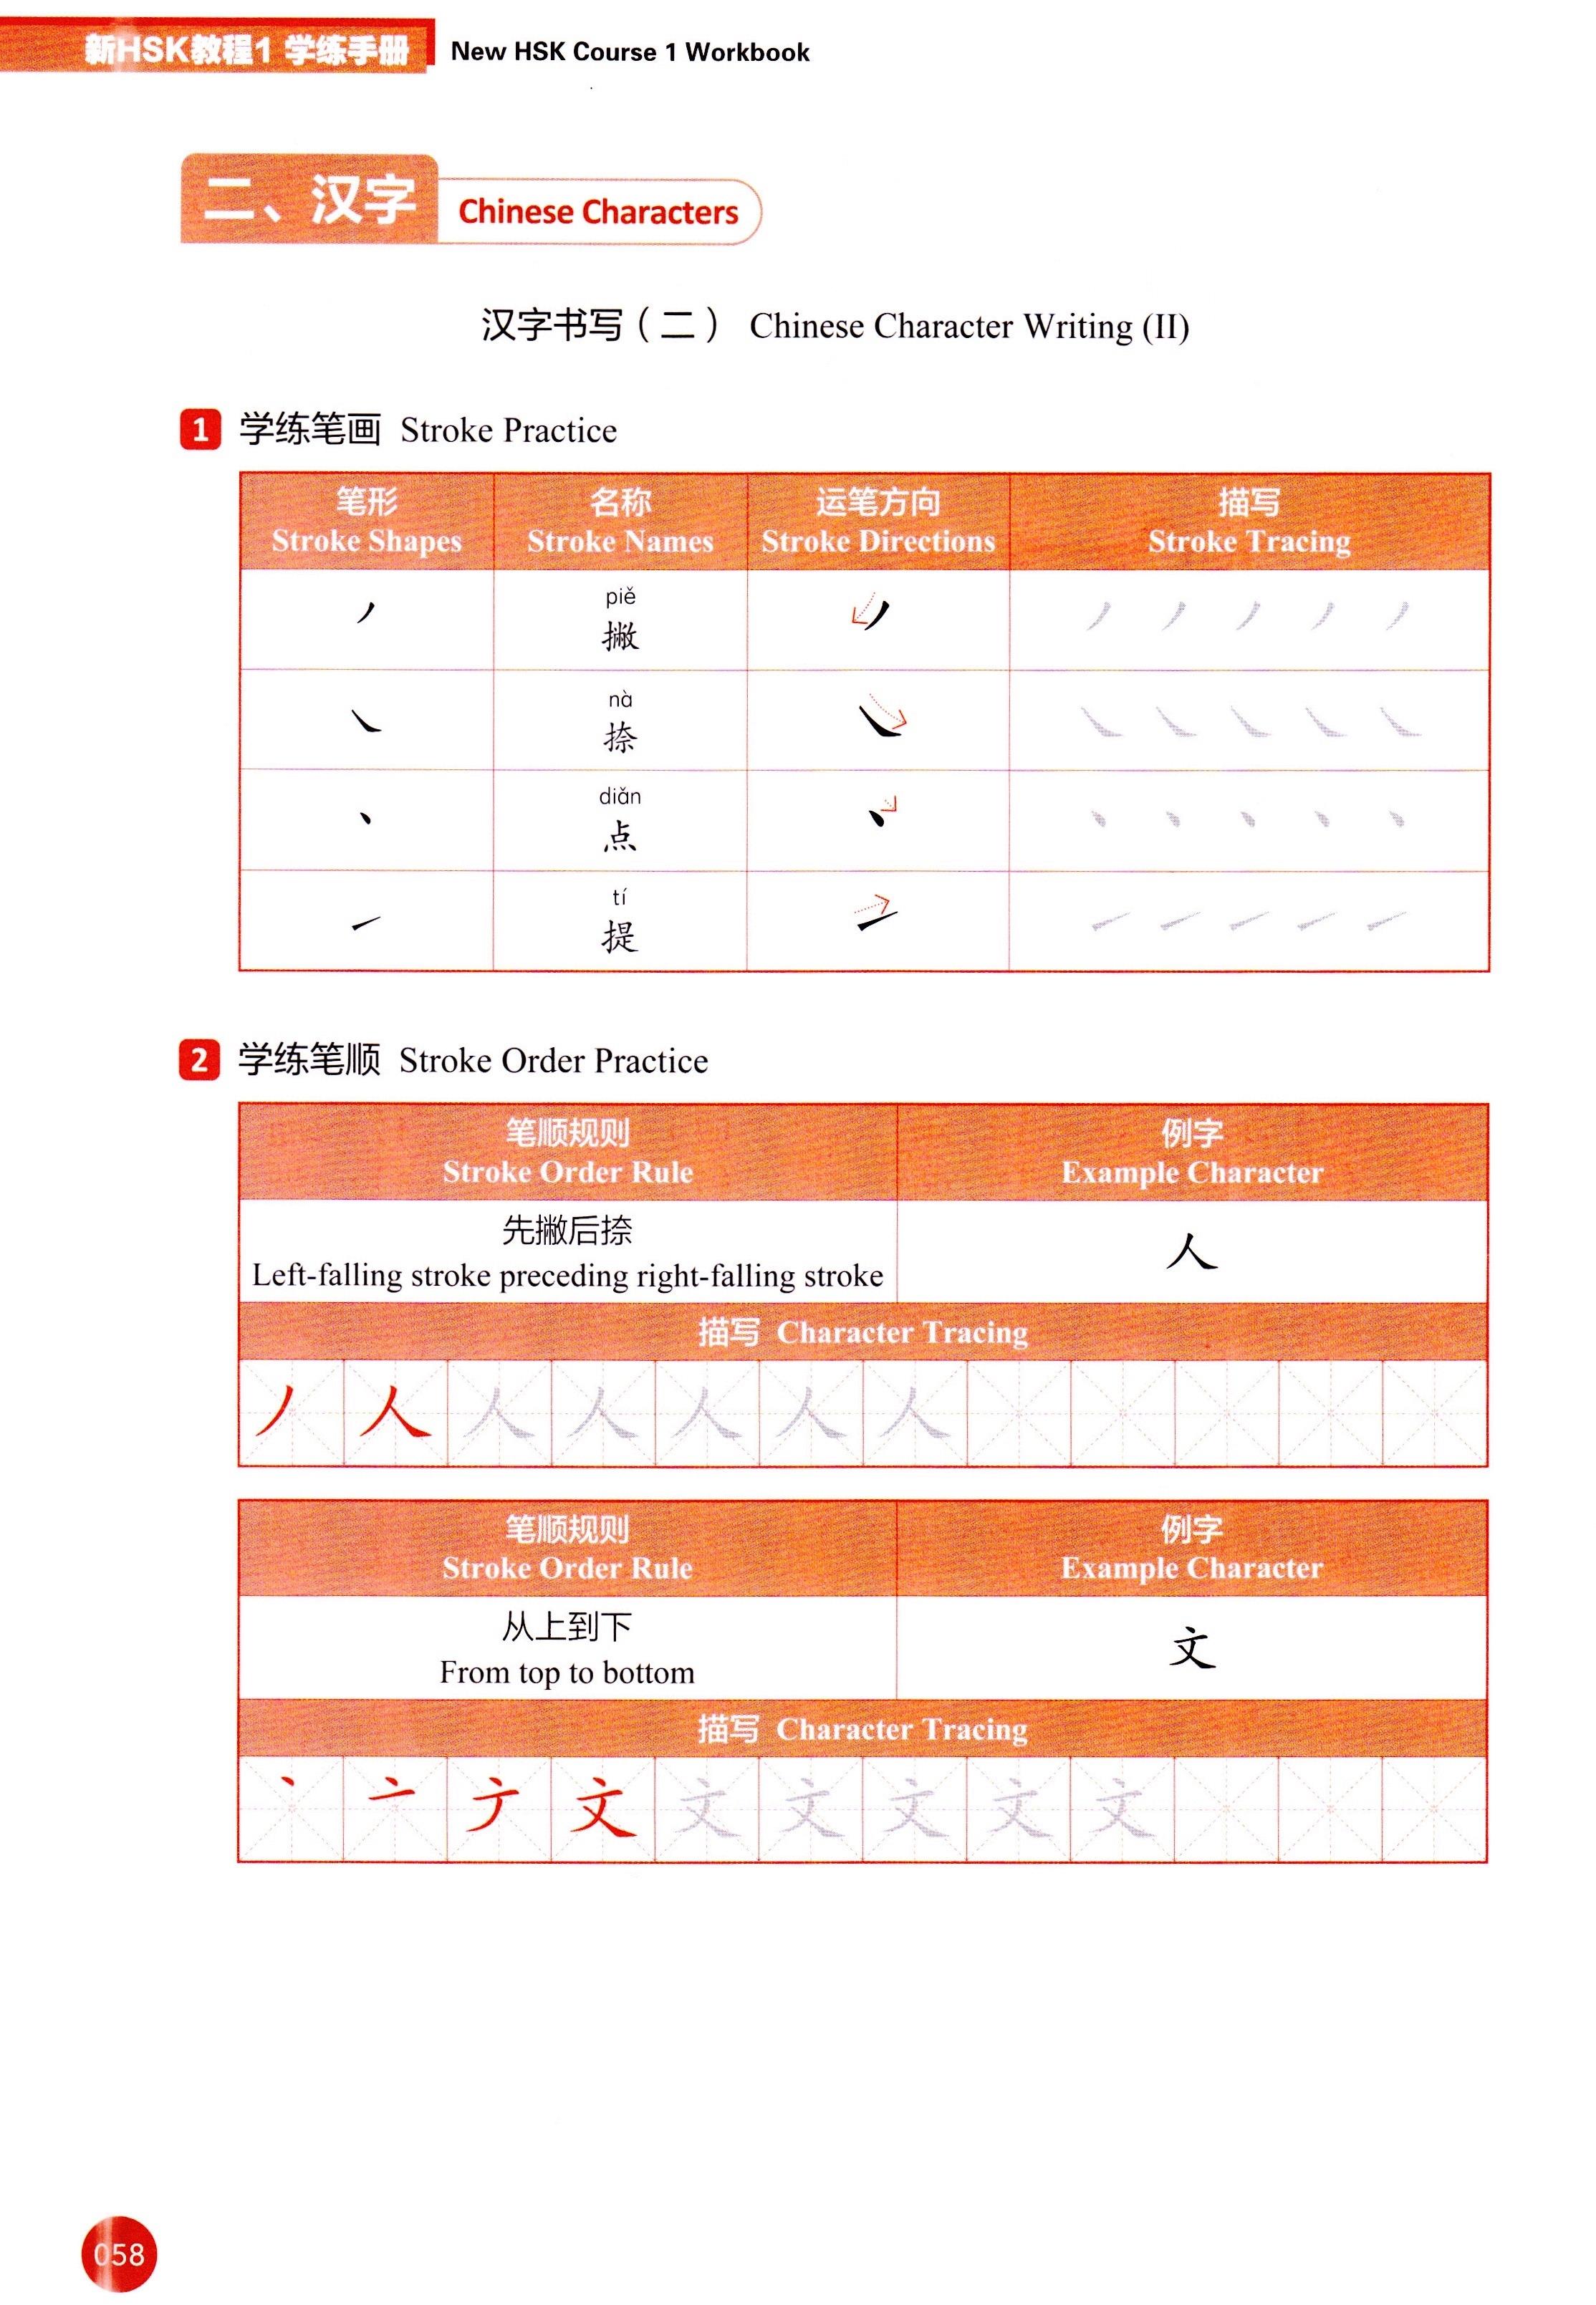 新HSK教程1 学练手册 New HSK Course 1 Workbook
二、汉字 Chinese Characters
汉字书写（二） Chinese Character Writing (II)
1 学练笔画 Stroke Practice
笔形 名称 运笔方向 描写
Stroke Shapes Stroke Names Stroke Directions Stroke Tracing
piě
㇓ 撇 ㇓ ㇓ ㇓ ㇓ ㇓ ㇓
nà
㇏ 捺 ㇏ ㇏ ㇏ ㇏ ㇏ ㇏
diǎn
㇔ 点 ㇔ ㇔ ㇔ ㇔ ㇔ ㇔
tí
㇀ 提 ㇀ ㇀ ㇀ ㇀ ㇀ ㇀
2 学练笔顺 Stroke Order Practice
笔顺规则 例字
Stroke Order Rule Example Character
先撇后捺
Left-falling stroke preceding right-falling stroke 人
描写 Character Tracing
丿 人 人 人 人 人 人
笔顺规则 例字
Stroke Order Rule Example Character
从上到下
From top to bottom 文
描写 Character Tracing
丶 亠 亣 文 文 文 文 文 文
058